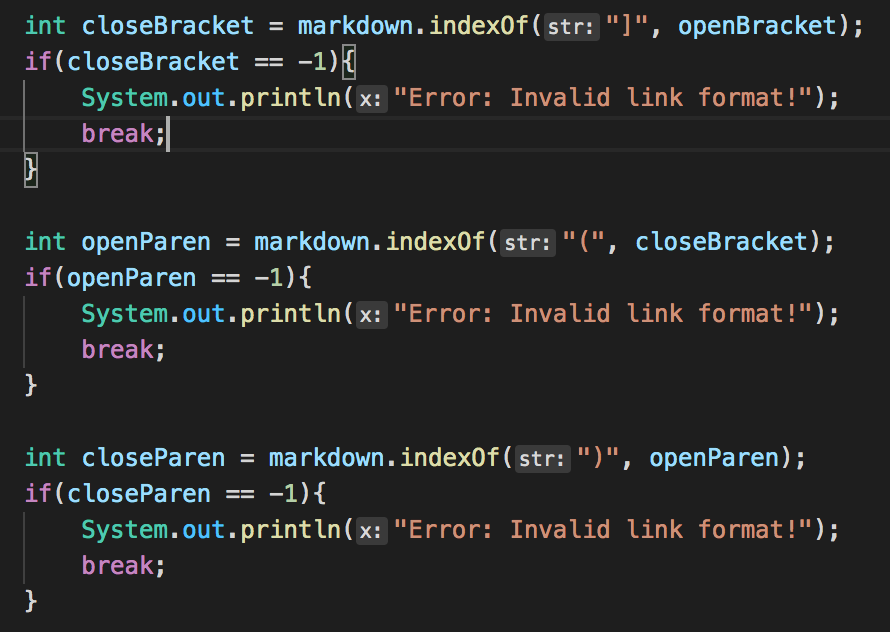 int closeBracket = markdown.indexOf(str: "]", openBracket);
if(closeBracket == -1){
    System.out.println(x: "Error: Invalid link format!");
    break;
}

int openParen = markdown.indexOf(str: "(", closeBracket);
if(openParen == -1){
    System.out.println(x: "Error: Invalid link format!");
    break;
}

int closeParen = markdown.indexOf(str: ")", openParen);
if(closeParen == -1){
    System.out.println(x: "Error: Invalid link format!");
    break;
}